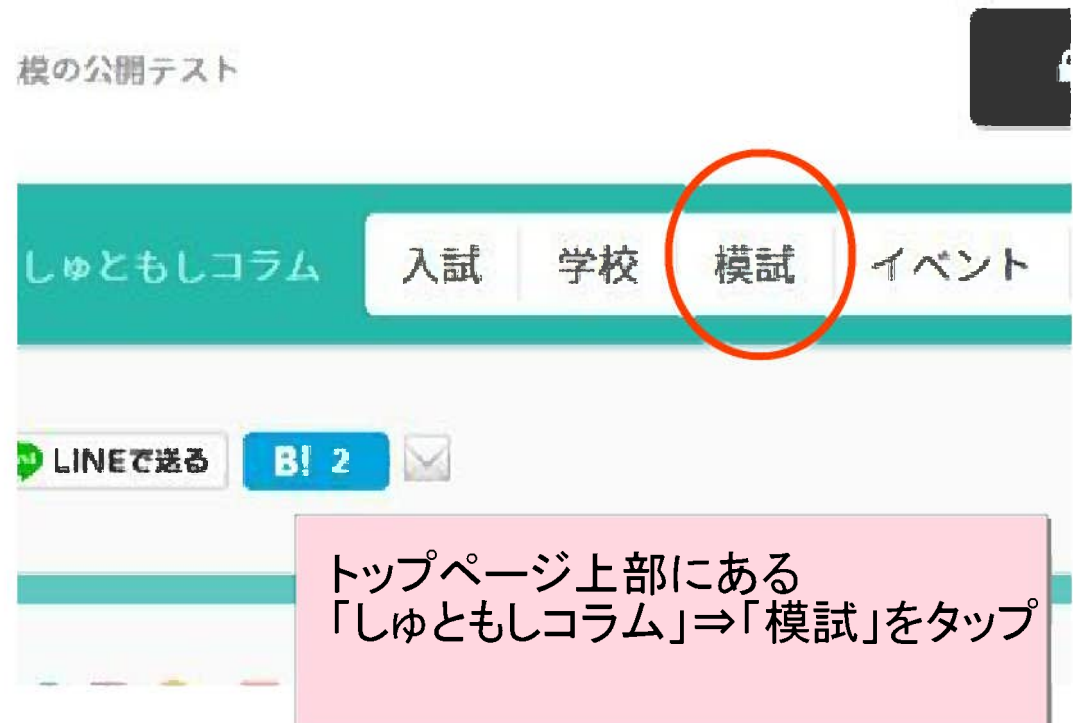 模の公開テスト
しゅともしコラム 入試 学校 模試 イベント
LINEで送る B! 2
トップページ上部にある
「しゅともしコラム」⇒「模試」をタップ